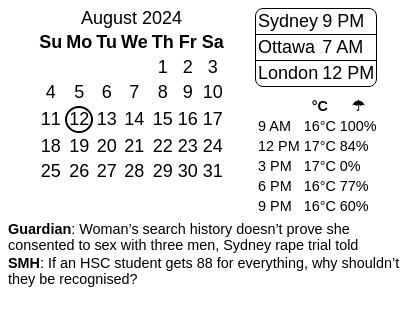 August 2024
Su Mo Tu We Th Fr Sa
1 2 3
4 5 6 7 8 9 10
11 12 13 14 15 16 17
18 19 20 21 22 23 24
25 26 27 28 29 30 31
Sydney 9 PM
Ottawa 7 AM
London 12 PM
°C ☂
9 AM 16°C 100%
12 PM 17°C 84%
3 PM 17°C 0%
6 PM 16°C 77%
9 PM 16°C 60%
Guardian: Woman’s search history doesn’t prove she
consented to sex with three men, Sydney rape trial told
SMH: If an HSC student gets 88 for everything, why shouldn’t
they be recognised?